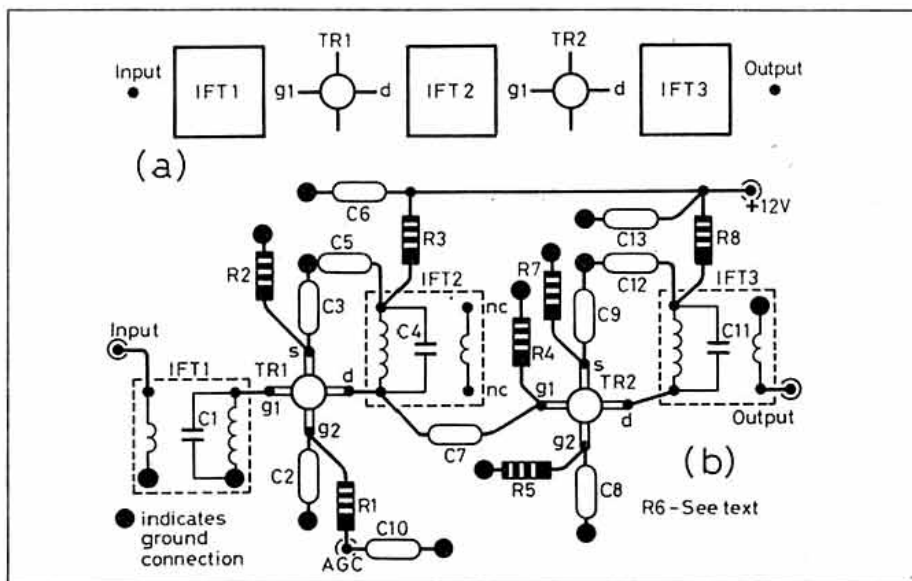 TR1
TR2
Input
IFT1
g1
d
IFT2
g1
d
IFT3
Output
(a)
C6
+12V
R3
C13
R8
C5
R2
IFT2
R7
C12
IFT3
C3
C4
nc
R4
C9
C11
Input
IFT1
TR1
s
d
nc
g1
s
TR2
d
C1
g1
g2
C7
g2
Output
C2
R1
R5
C8
(b)
R6-See text
indicates
ground
connection
C10
AGC